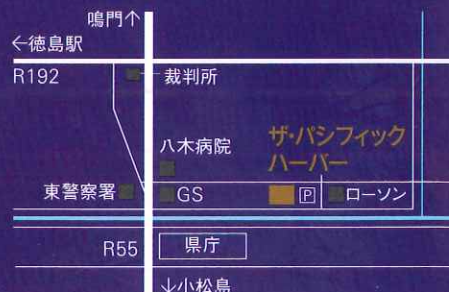 鳴門↑
←徳島駅
R192
裁判所
八木病院
ザ・パシフィック
ハーバー
東警察署
GS
P
ローソン
R55
県庁
↓小松島